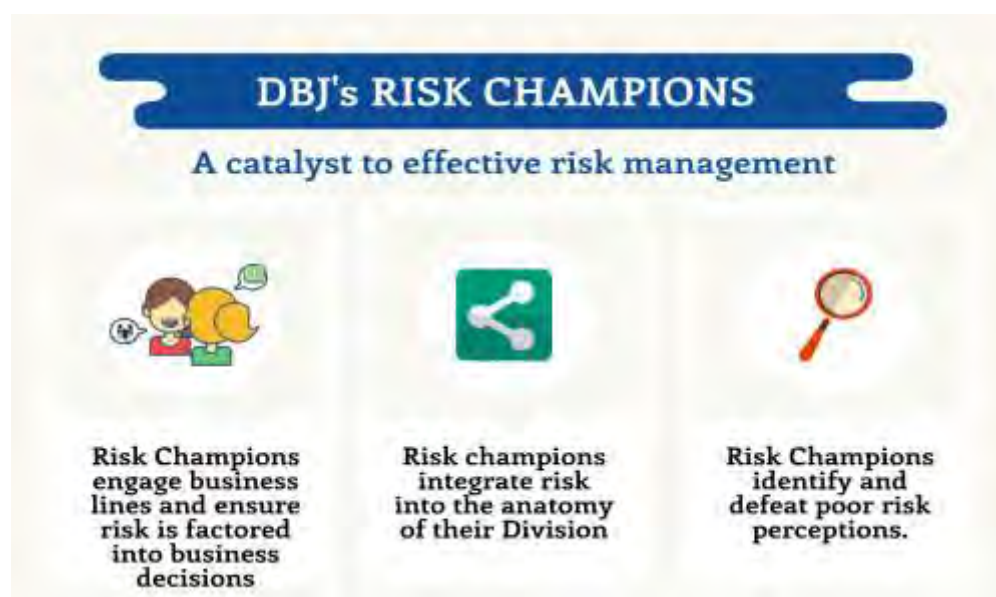 DBJ's RISK CHAMPIONS
A catalyst to effective risk management
Risk Champions
engage business
lines and ensure
risk is factored
into business
decisions
Risk champions
integrate risk
into the anatomy
of their Division
Risk Champions
identify and
defeat poor risk
perceptions.